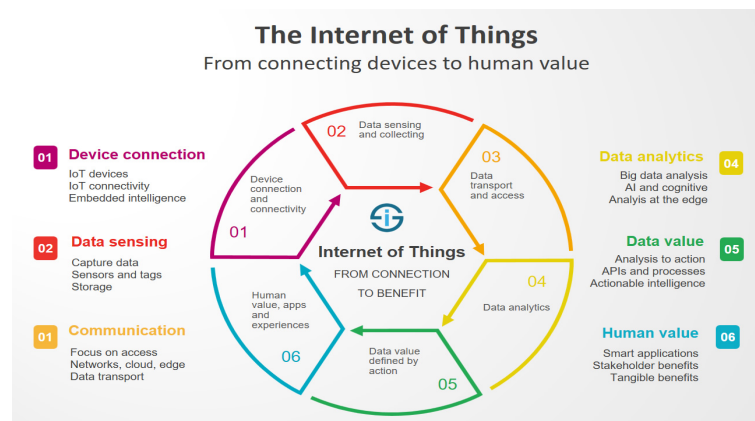 The Internet of Things
From connecting devices to human value
01 Device connection
IoT devices
IoT connectivity
Embedded intelligence
02 Data sensing
Capture data
Sensors and tags
Storage
01 Communication
Focus on access
Networks, cloud, edge
Data transport
02 Data sensing
and collecting
03
Data
transport
and access
Device
connection
and
connectivity
01
Internet of Things
FROM CONNECTION
TO BENEFIT
04
Data analytics
Human
value, apps
and
experiences
06
Data value
defined by
action
05
Data analytics 04
Big data analysis
AI and cognitive
Analyis at the edge
Data value 05
Analysis to action
APIs and processes
Actionable intelligence
Human value 06
Smart applications
Stakeholder benefits
Tangible benefits